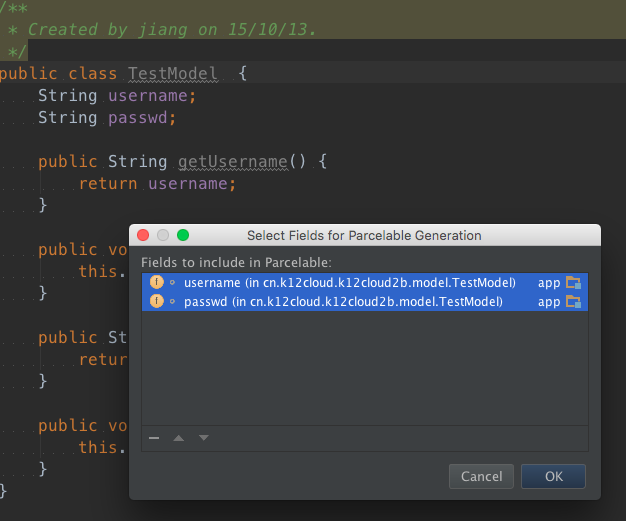 /**
* Created by jiang on 15/10/13.
*/
public class TestModel {
String username;
String passwd;
public String getUsername() {
return username;
}
public vo
this.
}
public St
retur
}
public vo
this.
}
}
Select Fields for Parcelable Generation
Fields to include in Parcelable:
f username (in cn.k12cloud.k12cloud2b.model.TestModel) app
f passwd (in cn.k12cloud.k12cloud2b.model.TestModel) app
Cancel OK